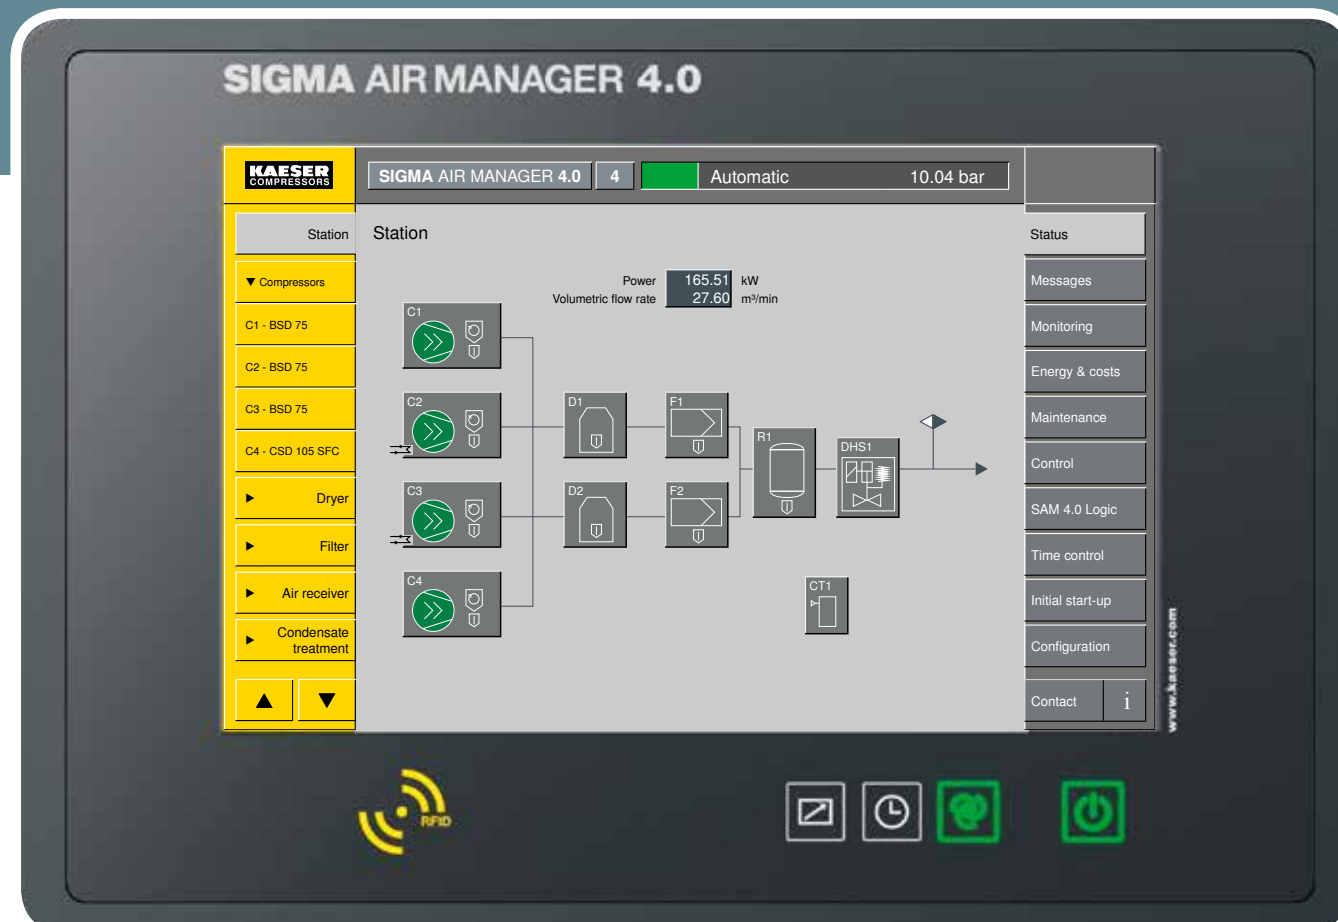 SIGMA AIR MANAGER 4.0
KAESER
COMPRESSORS
SIGMA AIR MANAGER 4.0
4
Automatic
10.04 bar
Station
▼ Compressors
C1 - BSD 75
C2 - BSD 75
C3 - BSD 75
C4 - CSD 105 SFC
Dryer
Filter
Air receiver
Condensate
treatment
Station
Power 165.51 kW
Volumetric flow rate 27.60 m³/min
C1
C2
D1
F1
R1
DHS1
C3
D2
F2
C4
CT1
Status
Messages
Monitoring
Energy & costs
Maintenance
Control
SAM 4.0 Logic
Time control
Initial start-up
Configuration
Contact
i
www.kaeser.com
RFID